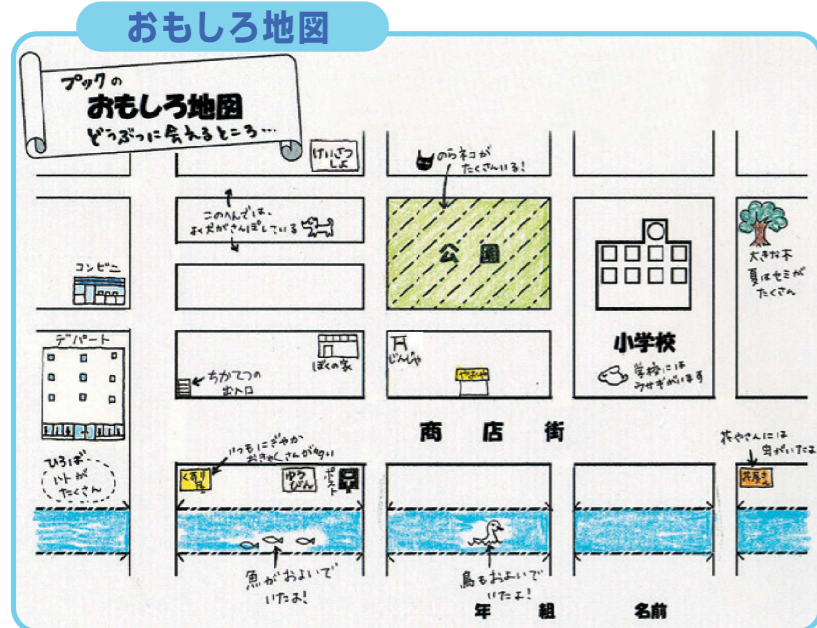 おもしろ地図
プックの
おもしろ地図
どうぶつに会えるところ…
けいさつ
しょ
のらネコが
たくさんいる!
このへんでは、
よく犬がさんぽしている
公園
大きな木
夏はセミが
たくさん
コンビニ
デパート
ぼくの家
じんじゃ
やおや
小学校
学校には
うさぎがいます
ちかてつの
出入口
商店街
いつもにぎやか
おきゃくさんが多い
花やさんには
虫がいたよ
ひろば、
ハトが
たくさん
くすり
屋
ゆう
びん
ポスト
花屋さん
魚がおよいで
いたよ!
鳥もおよいで
いたよ!
年 組 名前